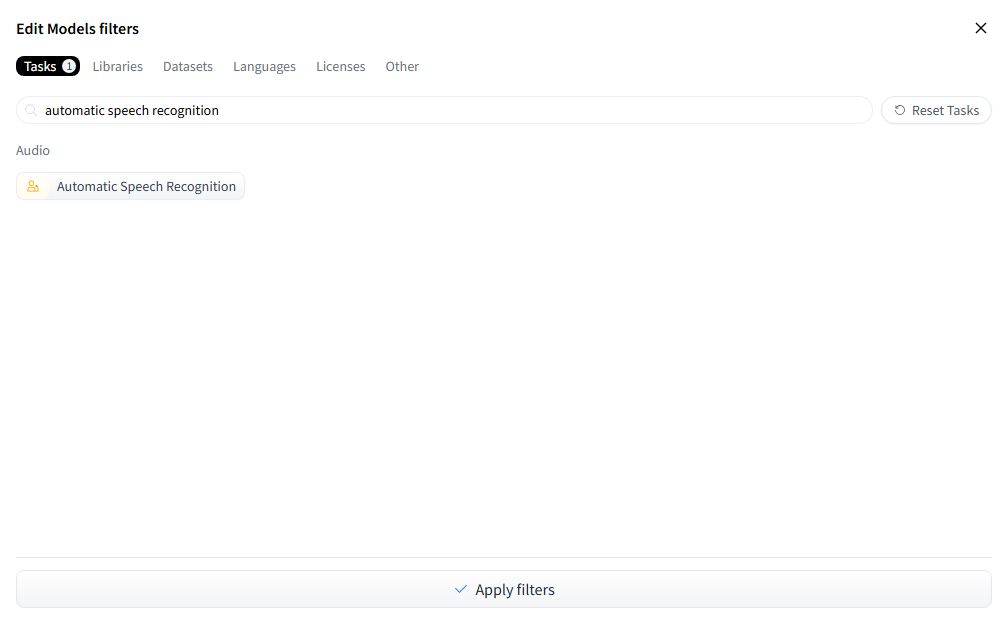 Edit Models filters
Tasks 1 Libraries Datasets Languages Licenses Other
automatic speech recognition Reset Tasks
Audio
Automatic Speech Recognition
Apply filters